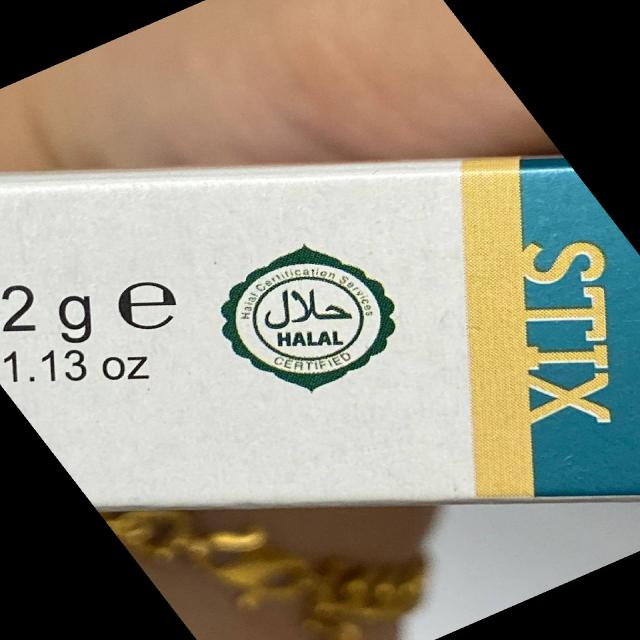 2 g ℮
1.13 oz
Halal Certification Services
حلال
HALAL
CERTIFIED
STIX